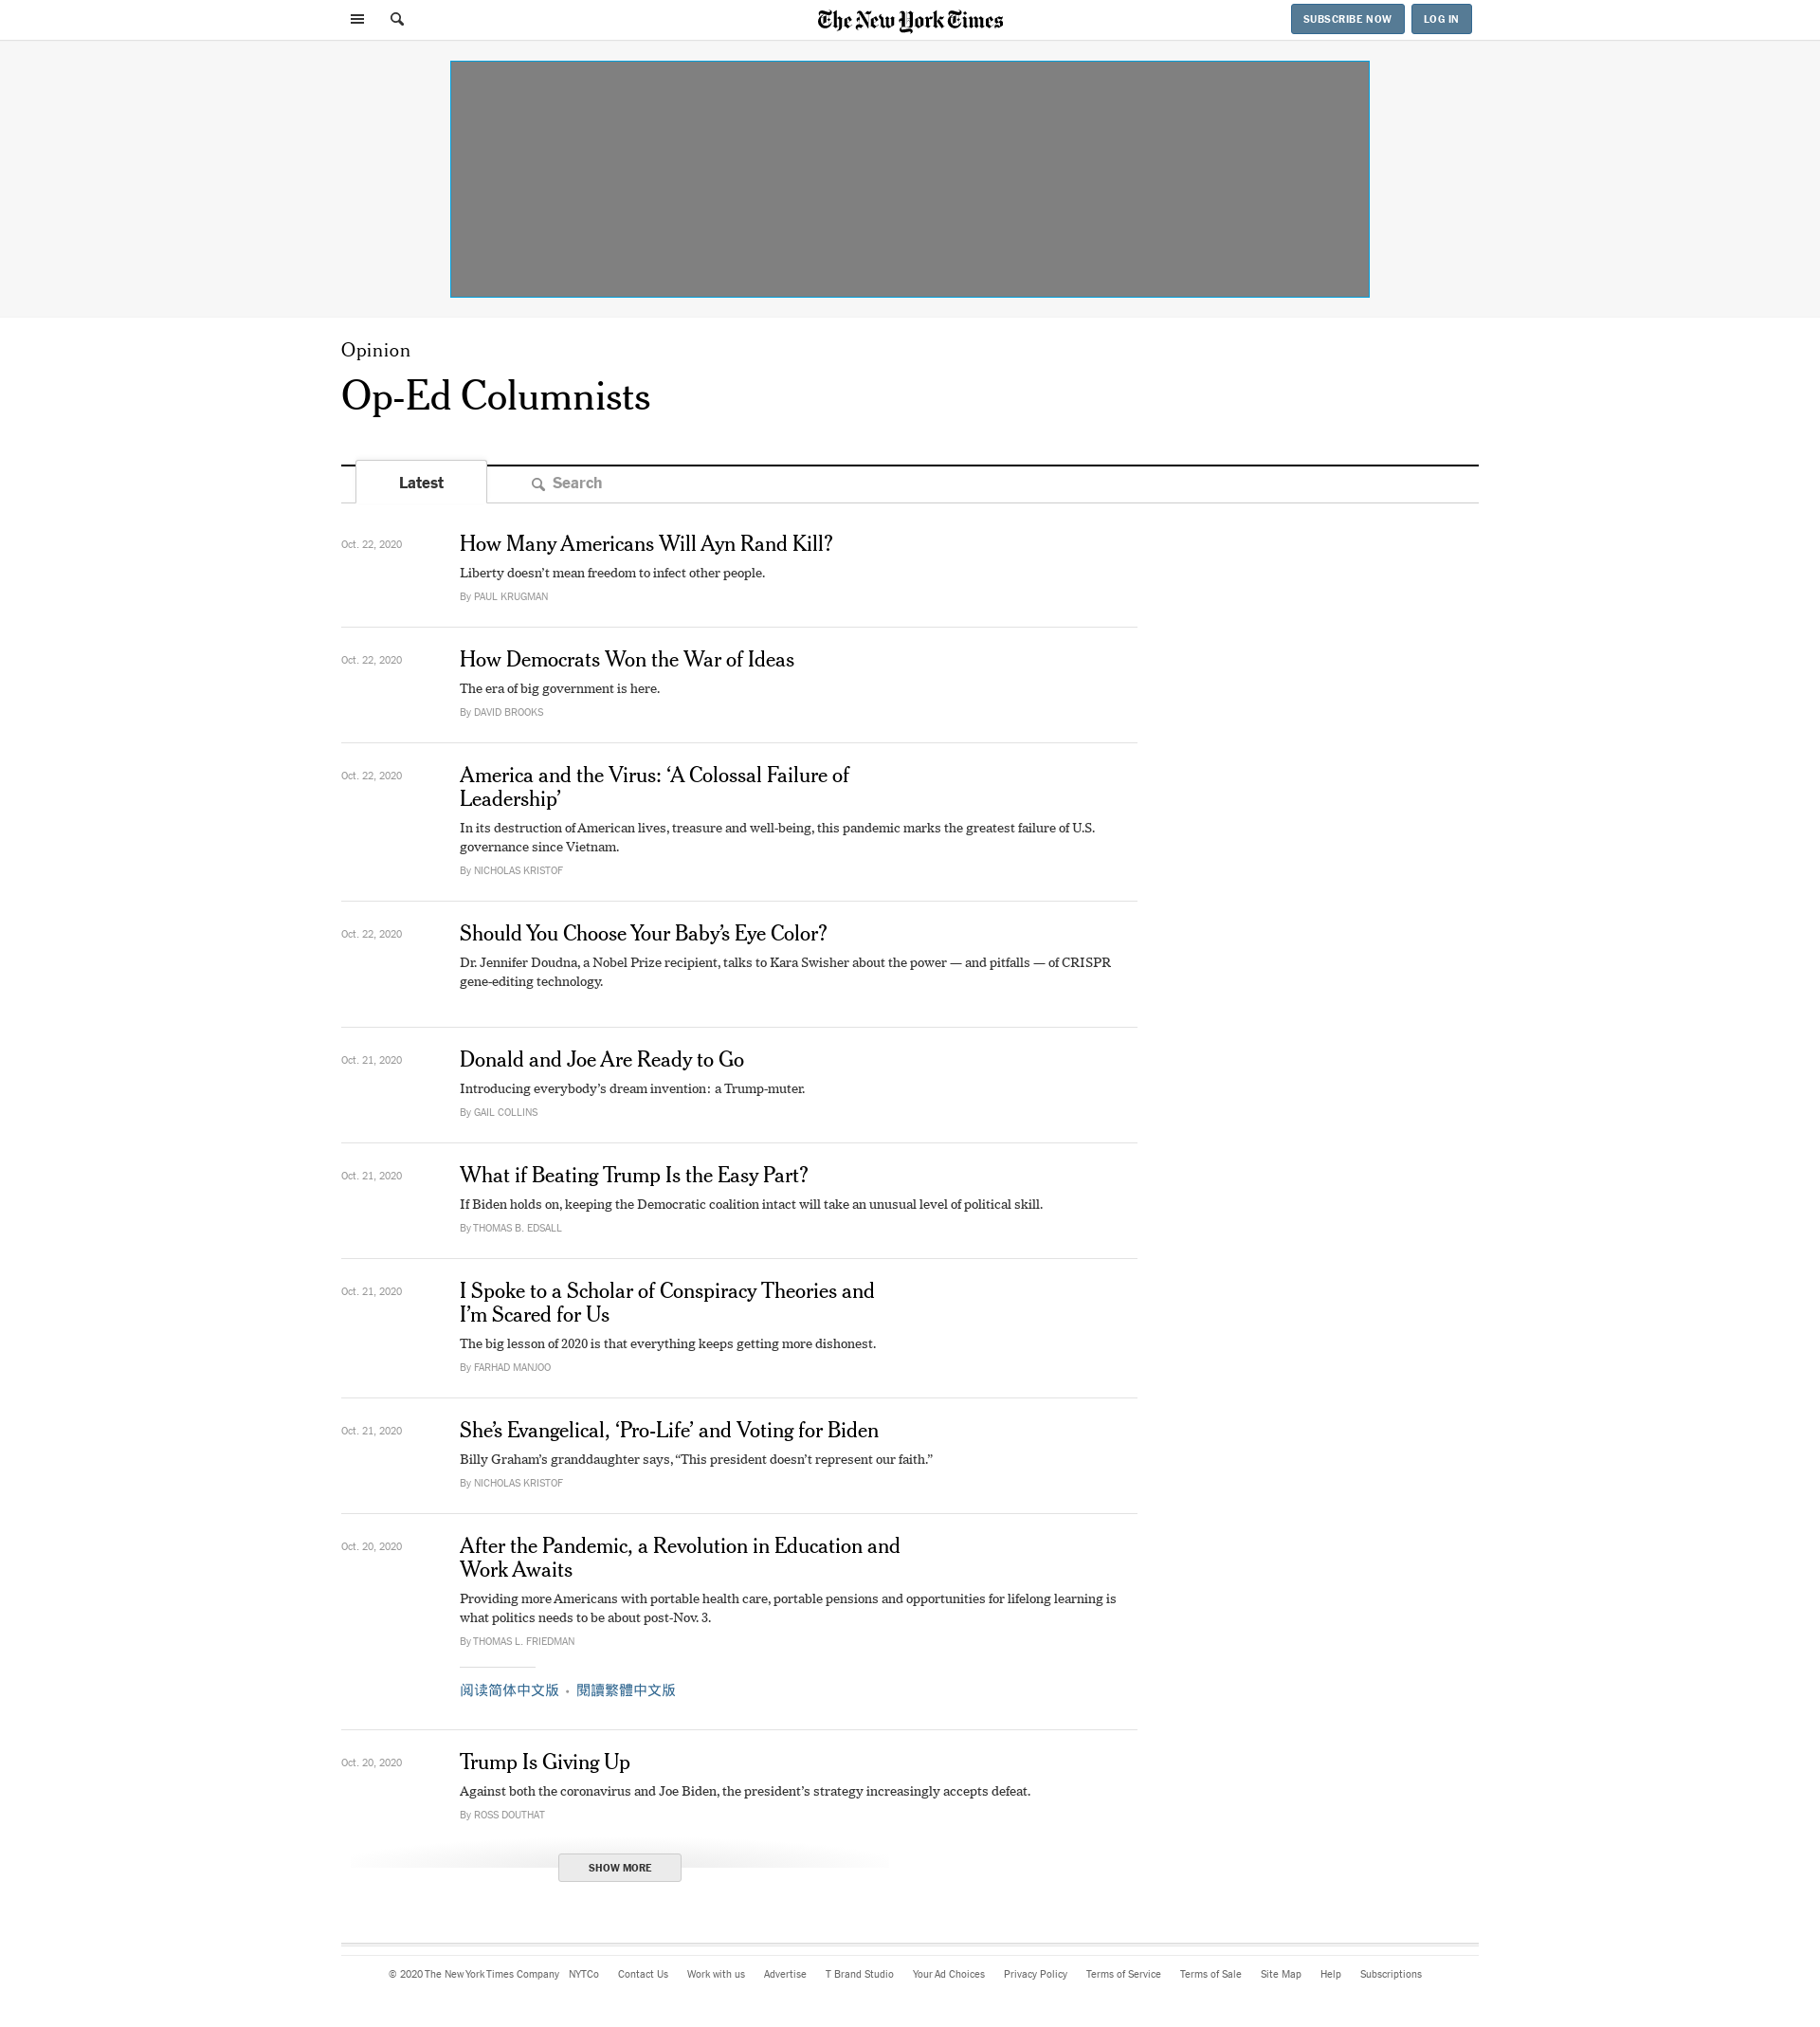 The New York Times
SUBSCRIBE NOW
LOG IN
Opinion
Op-Ed Columnists
Latest
Search
Oct. 22, 2020
How Many Americans Will Ayn Rand Kill?
Liberty doesn’t mean freedom to infect other people.
By PAUL KRUGMAN
Oct. 22, 2020
How Democrats Won the War of Ideas
The era of big government is here.
By DAVID BROOKS
Oct. 22, 2020
America and the Virus: ‘A Colossal Failure of
Leadership’
In its destruction of American lives, treasure and well-being, this pandemic marks the greatest failure of U.S.
governance since Vietnam.
By NICHOLAS KRISTOF
Oct. 22, 2020
Should You Choose Your Baby’s Eye Color?
Dr. Jennifer Doudna, a Nobel Prize recipient, talks to Kara Swisher about the power — and pitfalls — of CRISPR
gene-editing technology.
Oct. 21, 2020
Donald and Joe Are Ready to Go
Introducing everybody’s dream invention: a Trump-muter.
By GAIL COLLINS
Oct. 21, 2020
What if Beating Trump Is the Easy Part?
If Biden holds on, keeping the Democratic coalition intact will take an unusual level of political skill.
By THOMAS B. EDSALL
Oct. 21, 2020
I Spoke to a Scholar of Conspiracy Theories and
I’m Scared for Us
The big lesson of 2020 is that everything keeps getting more dishonest.
By FARHAD MANJOO
Oct. 21, 2020
She’s Evangelical, ‘Pro-Life’ and Voting for Biden
Billy Graham’s granddaughter says, “This president doesn’t represent our faith.”
By NICHOLAS KRISTOF
Oct. 20, 2020
After the Pandemic, a Revolution in Education and
Work Awaits
Providing more Americans with portable health care, portable pensions and opportunities for lifelong learning is
what politics needs to be about post-Nov. 3.
By THOMAS L. FRIEDMAN
阅读简体中文版 • 閱讀繁體中文版
Oct. 20, 2020
Trump Is Giving Up
Against both the coronavirus and Joe Biden, the president’s strategy increasingly accepts defeat.
By ROSS DOUTHAT
SHOW MORE
© 2020 The New York Times Company NYTCo Contact Us Work with us Advertise T Brand Studio Your Ad Choices Privacy Policy Terms of Service Terms of Sale Site Map Help Subscriptions